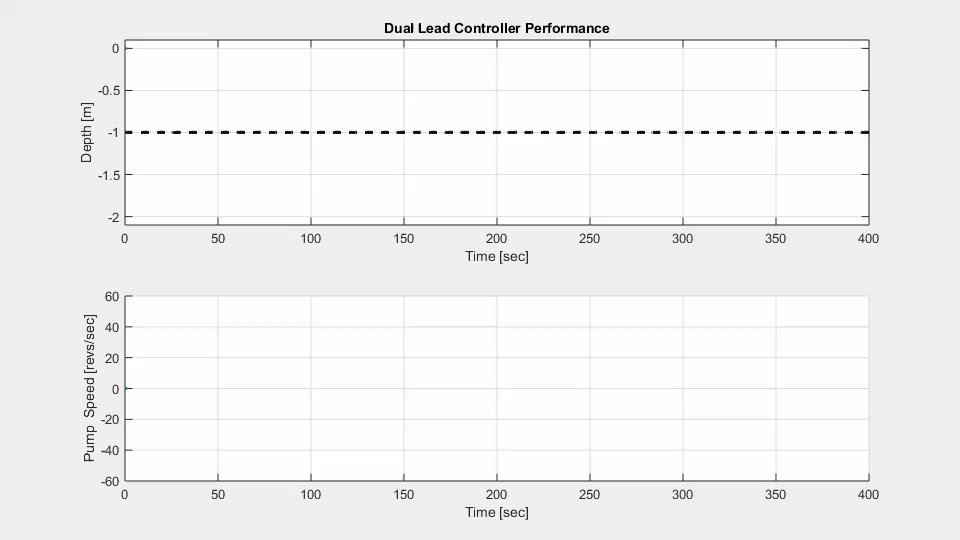 Dual Lead Controller Performance
0
-0.5
-1
-1.5
-2
Depth [m]
0 50 100 150 200 250 300 350 400
Time [sec]
60
40
20
0
-20
-40
-60
Pump Speed [revs/sec]
0 50 100 150 200 250 300 350 400
Time [sec]